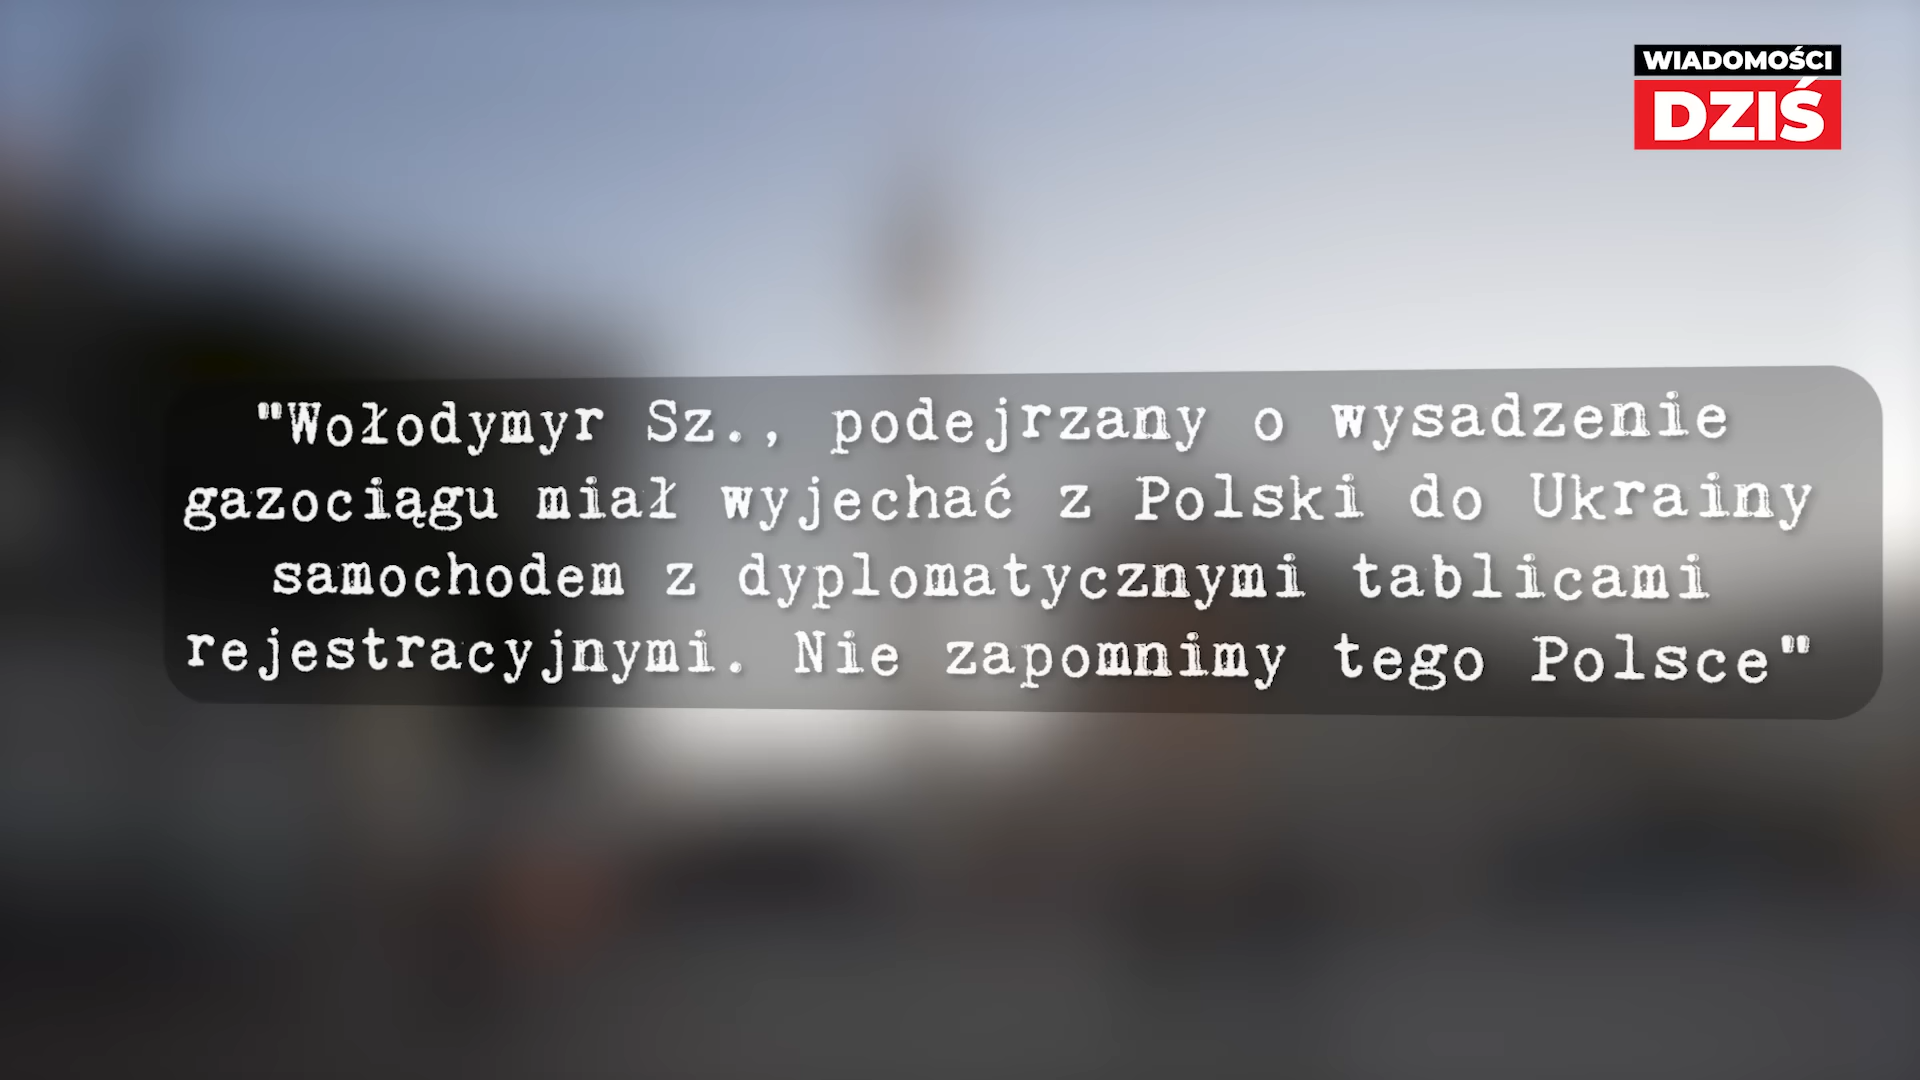 WIADOMOŚCI
DZIŚ
"Wołodymyr Sz., podejrzany o wysadzenie
gazociągu miał wyjechać z Polski do Ukrainy
samochodem z dyplomatycznymi tablicami
rejestracyjnymi. Nie zapomnimy tego Polsce"